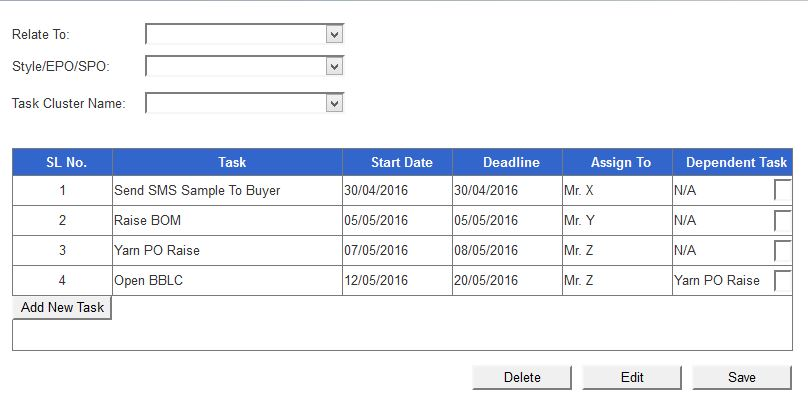 Relate To:
Style/EPO/SPO:
Task Cluster Name:
SL No. Task Start Date Deadline Assign To Dependent Task
1 Send SMS Sample To Buyer 30/04/2016 30/04/2016 Mr. X N/A
2 Raise BOM 05/05/2016 05/05/2016 Mr. Y N/A
3 Yarn PO Raise 07/05/2016 08/05/2016 Mr. Z N/A
4 Open BBLC 12/05/2016 20/05/2016 Mr. Z Yarn PO Raise
Add New Task
Delete Edit Save